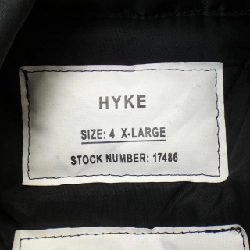 HYKE
SIZE: 4 X-LARGE
STOCK NUMBER: 17486